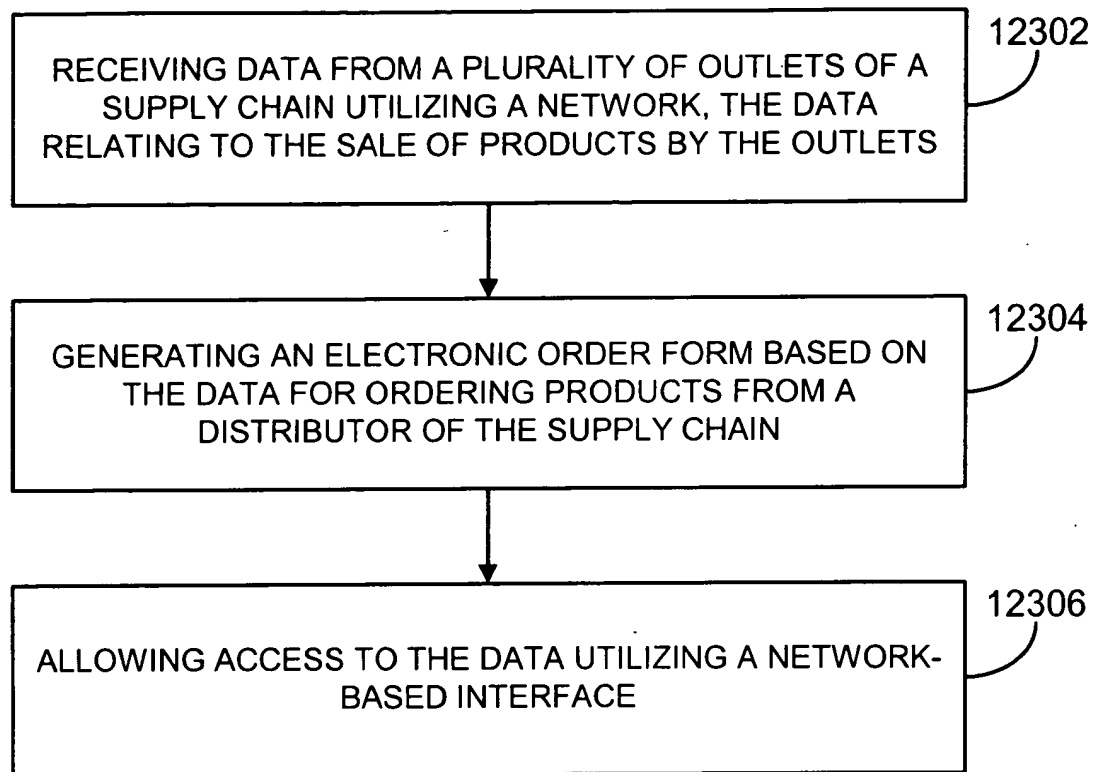 12302
RECEIVING DATA FROM A PLURALITY OF OUTLETS OF A
SUPPLY CHAIN UTILIZING A NETWORK, THE DATA
RELATING TO THE SALE OF PRODUCTS BY THE OUTLETS
12304
GENERATING AN ELECTRONIC ORDER FORM BASED ON
THE DATA FOR ORDERING PRODUCTS FROM A
DISTRIBUTOR OF THE SUPPLY CHAIN
12306
ALLOWING ACCESS TO THE DATA UTILIZING A NETWORK-
BASED INTERFACE